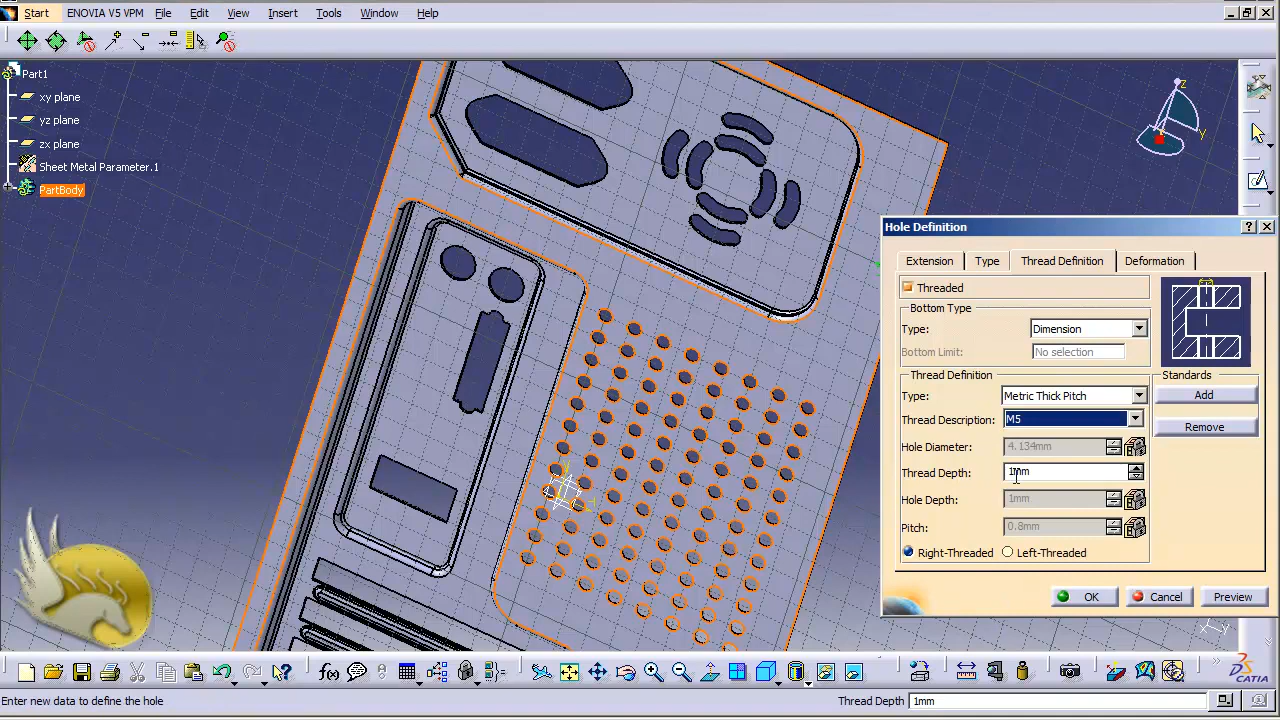 Start ENOVIA V5 VPM File Edit View Insert Tools Window Help
Part1
xy plane
yz plane
zx plane
Sheet Metal Parameter.1
PartBody
z
y
Hole Definition
Extension Type Thread Definition Deformation
Threaded
Bottom Type
Type: Dimension
Bottom Limit: No selection
Thread Definition
Standards
Type: Metric Thick Pitch
Add
Thread Description: M5
Remove
Hole Diameter: 4.134mm
Thread Depth: 1mm
Hole Depth: 1mm
Pitch: 0.8mm
Right-Threaded Left-Threaded
OK Cancel Preview
f(x)
CATIA
Enter new data to define the hole
Thread Depth 1mm